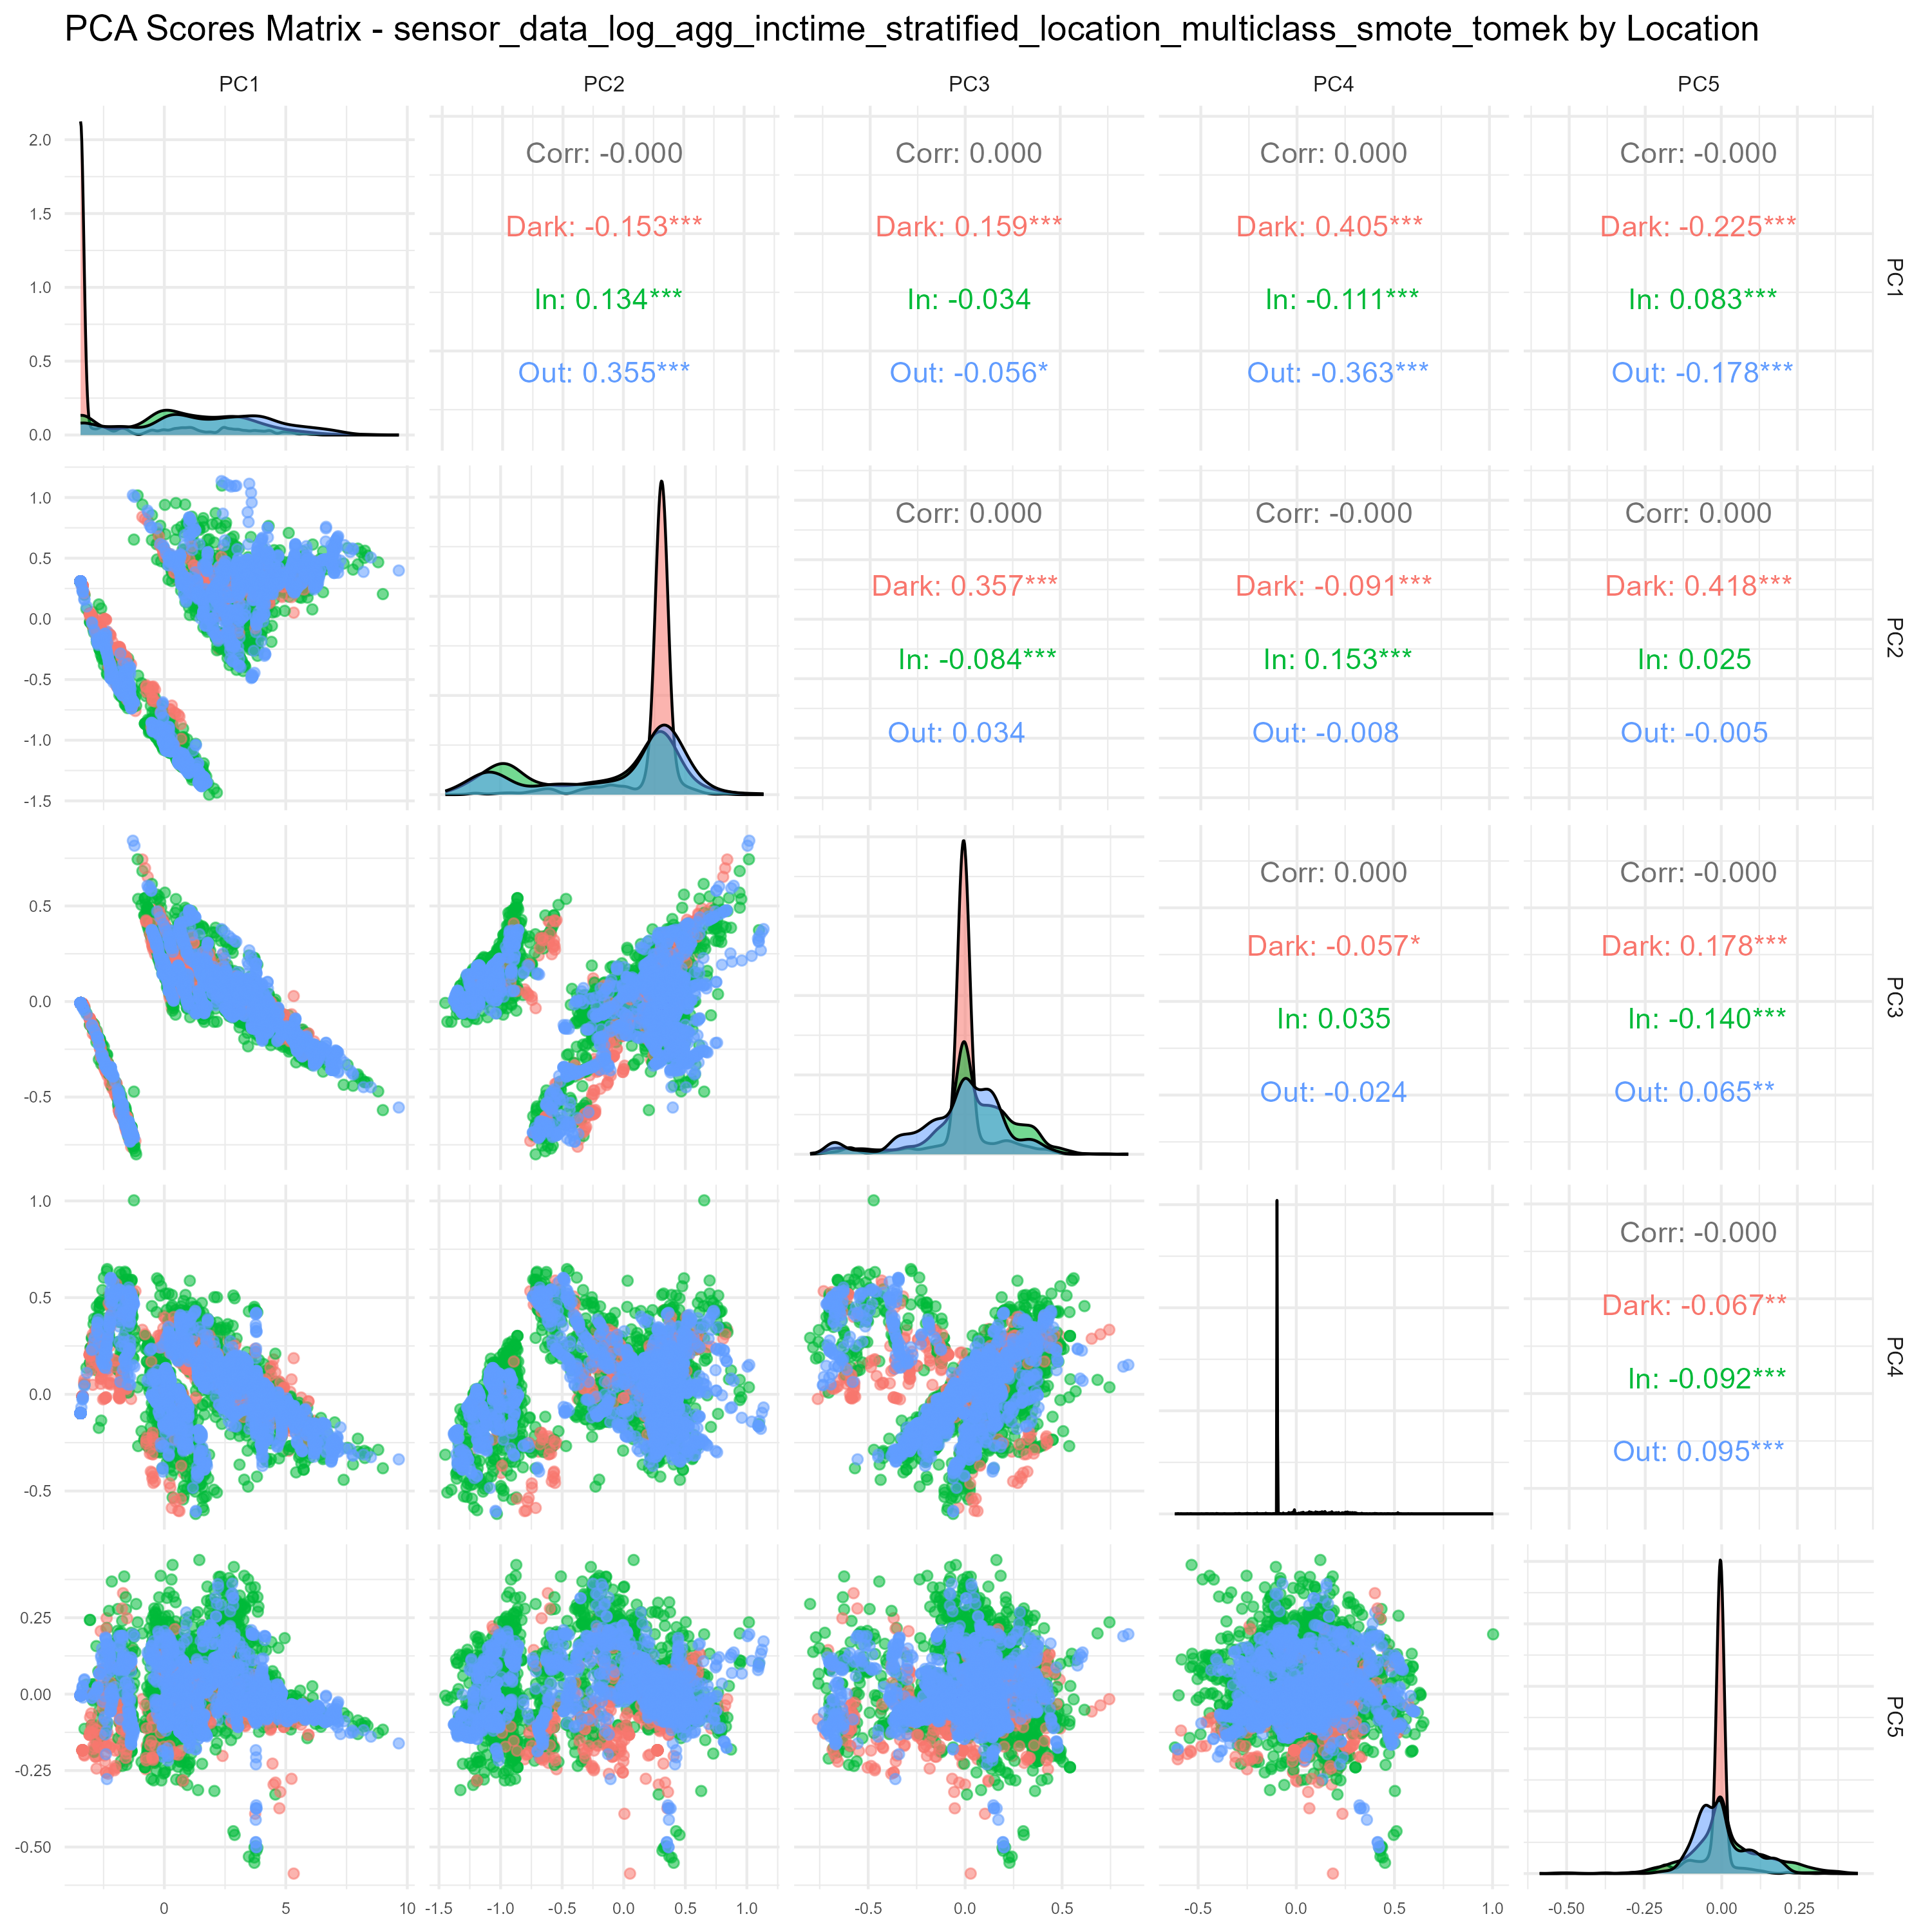 PCA Scores Matrix - sensor_data_log_agg_inctime_stratified_location_multiclass_smote_tomek by Location
PC1 PC2 PC3 PC4 PC5
2.0
1.5
1.0
0.5
0.0
Corr: -0.000
Dark: -0.153***
In: 0.134***
Out: 0.355***
Corr: 0.000
Dark: 0.159***
In: -0.034
Out: -0.056*
Corr: 0.000
Dark: 0.405***
In: -0.111***
Out: -0.363***
Corr: -0.000
Dark: -0.225***
In: 0.083***
Out: -0.178***
PC1
1.0
0.5
0.0
-0.5
-1.0
-1.5
Corr: 0.000
Dark: 0.357***
In: -0.084***
Out: 0.034
Corr: -0.000
Dark: -0.091***
In: 0.153***
Out: -0.008
Corr: 0.000
Dark: 0.418***
In: 0.025
Out: -0.005
PC2
0.5
0.0
-0.5
Corr: 0.000
Dark: -0.057*
In: 0.035
Out: -0.024
Corr: -0.000
Dark: 0.178***
In: -0.140***
Out: 0.065**
PC3
1.0
0.5
0.0
-0.5
Corr: -0.000
Dark: -0.067**
In: -0.092***
Out: 0.095***
PC4
0.25
0.00
-0.25
-0.50
PC5
0 5 10 -1.5 -1.0 -0.5 0.0 0.5 1.0 -0.5 0.0 0.5 -0.5 0.0 0.5 1.0 -0.50 -0.25 0.00 0.25